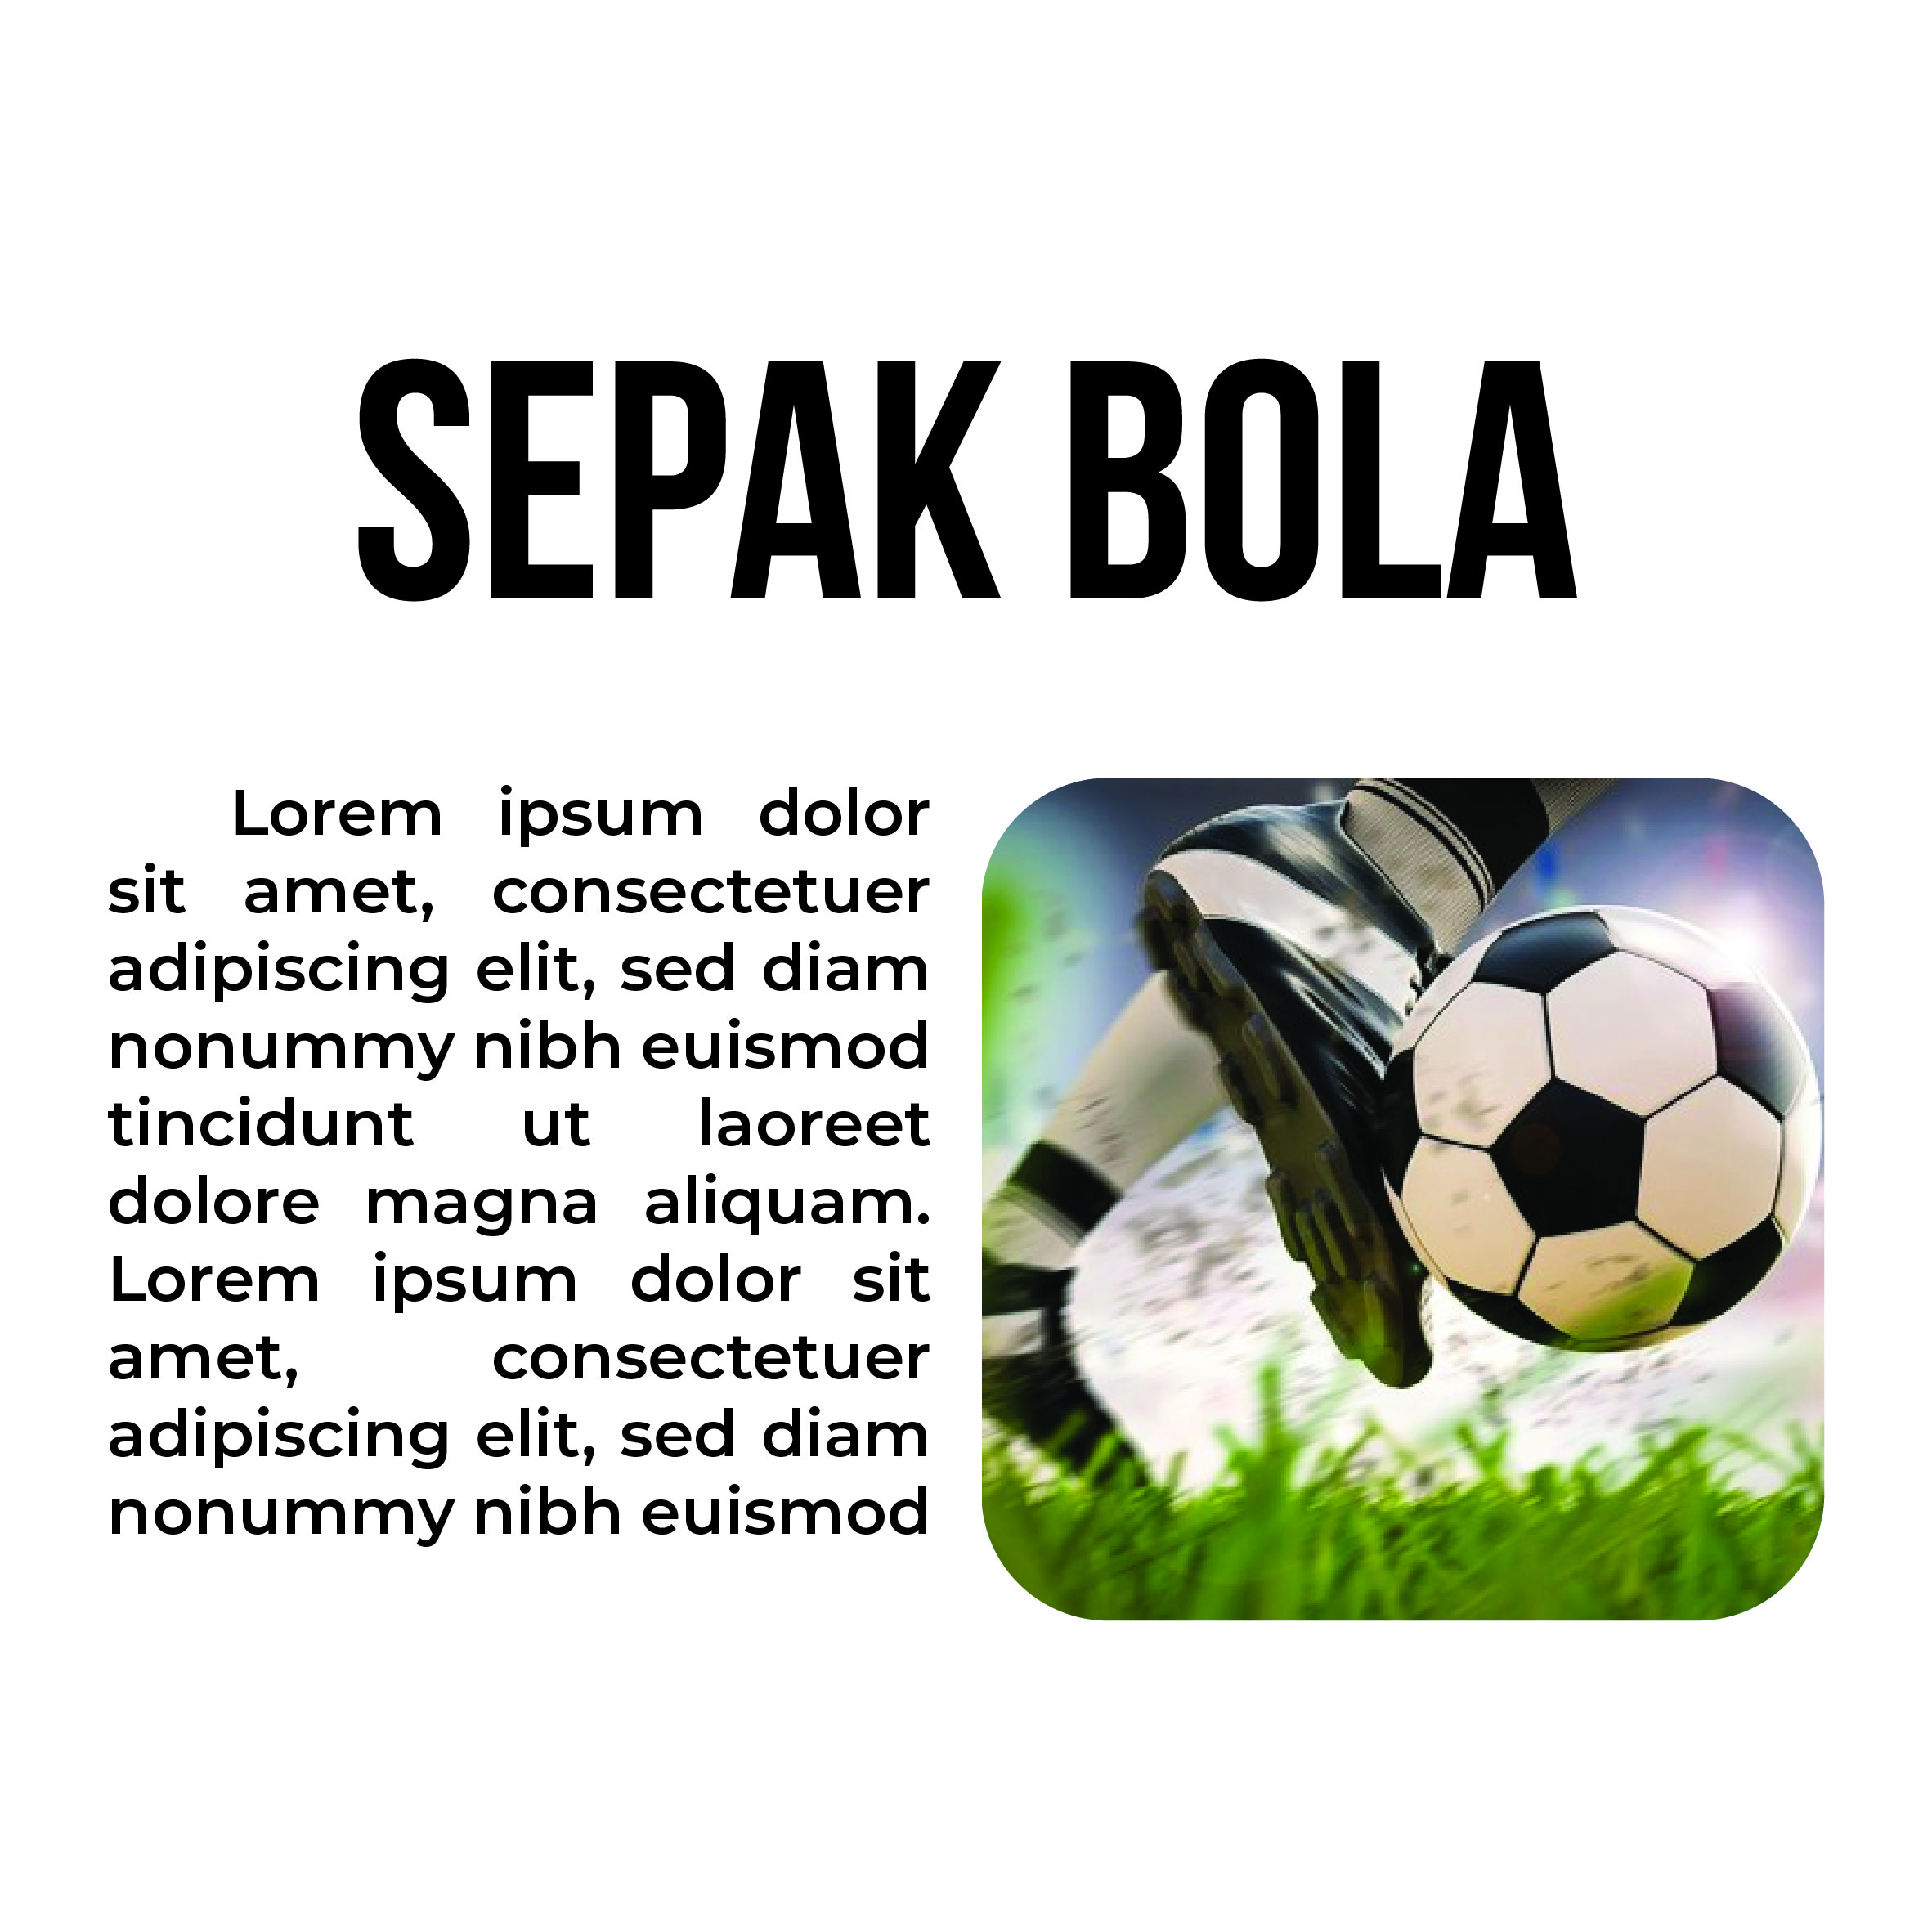 SEPAK BOLA
Lorem ipsum dolor
sit amet, consectetuer
adipiscing elit, sed diam
nonummy nibh euismod
tincidunt ut laoreet
dolore magna aliquam.
Lorem ipsum dolor sit
amet, consectetuer
adipiscing elit, sed diam
nonummy nibh euismod